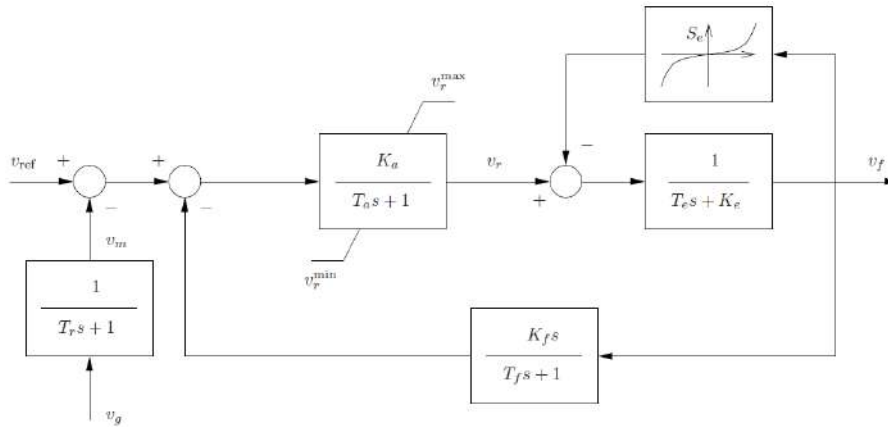 S_e
v_r^max
v_ref
+
−
+
−
K_a
T_a s + 1
v_r
+
−
1
T_e s + K_e
v_f
v_m
v_r^min
1
T_r s + 1
K_f s
T_f s + 1
v_g